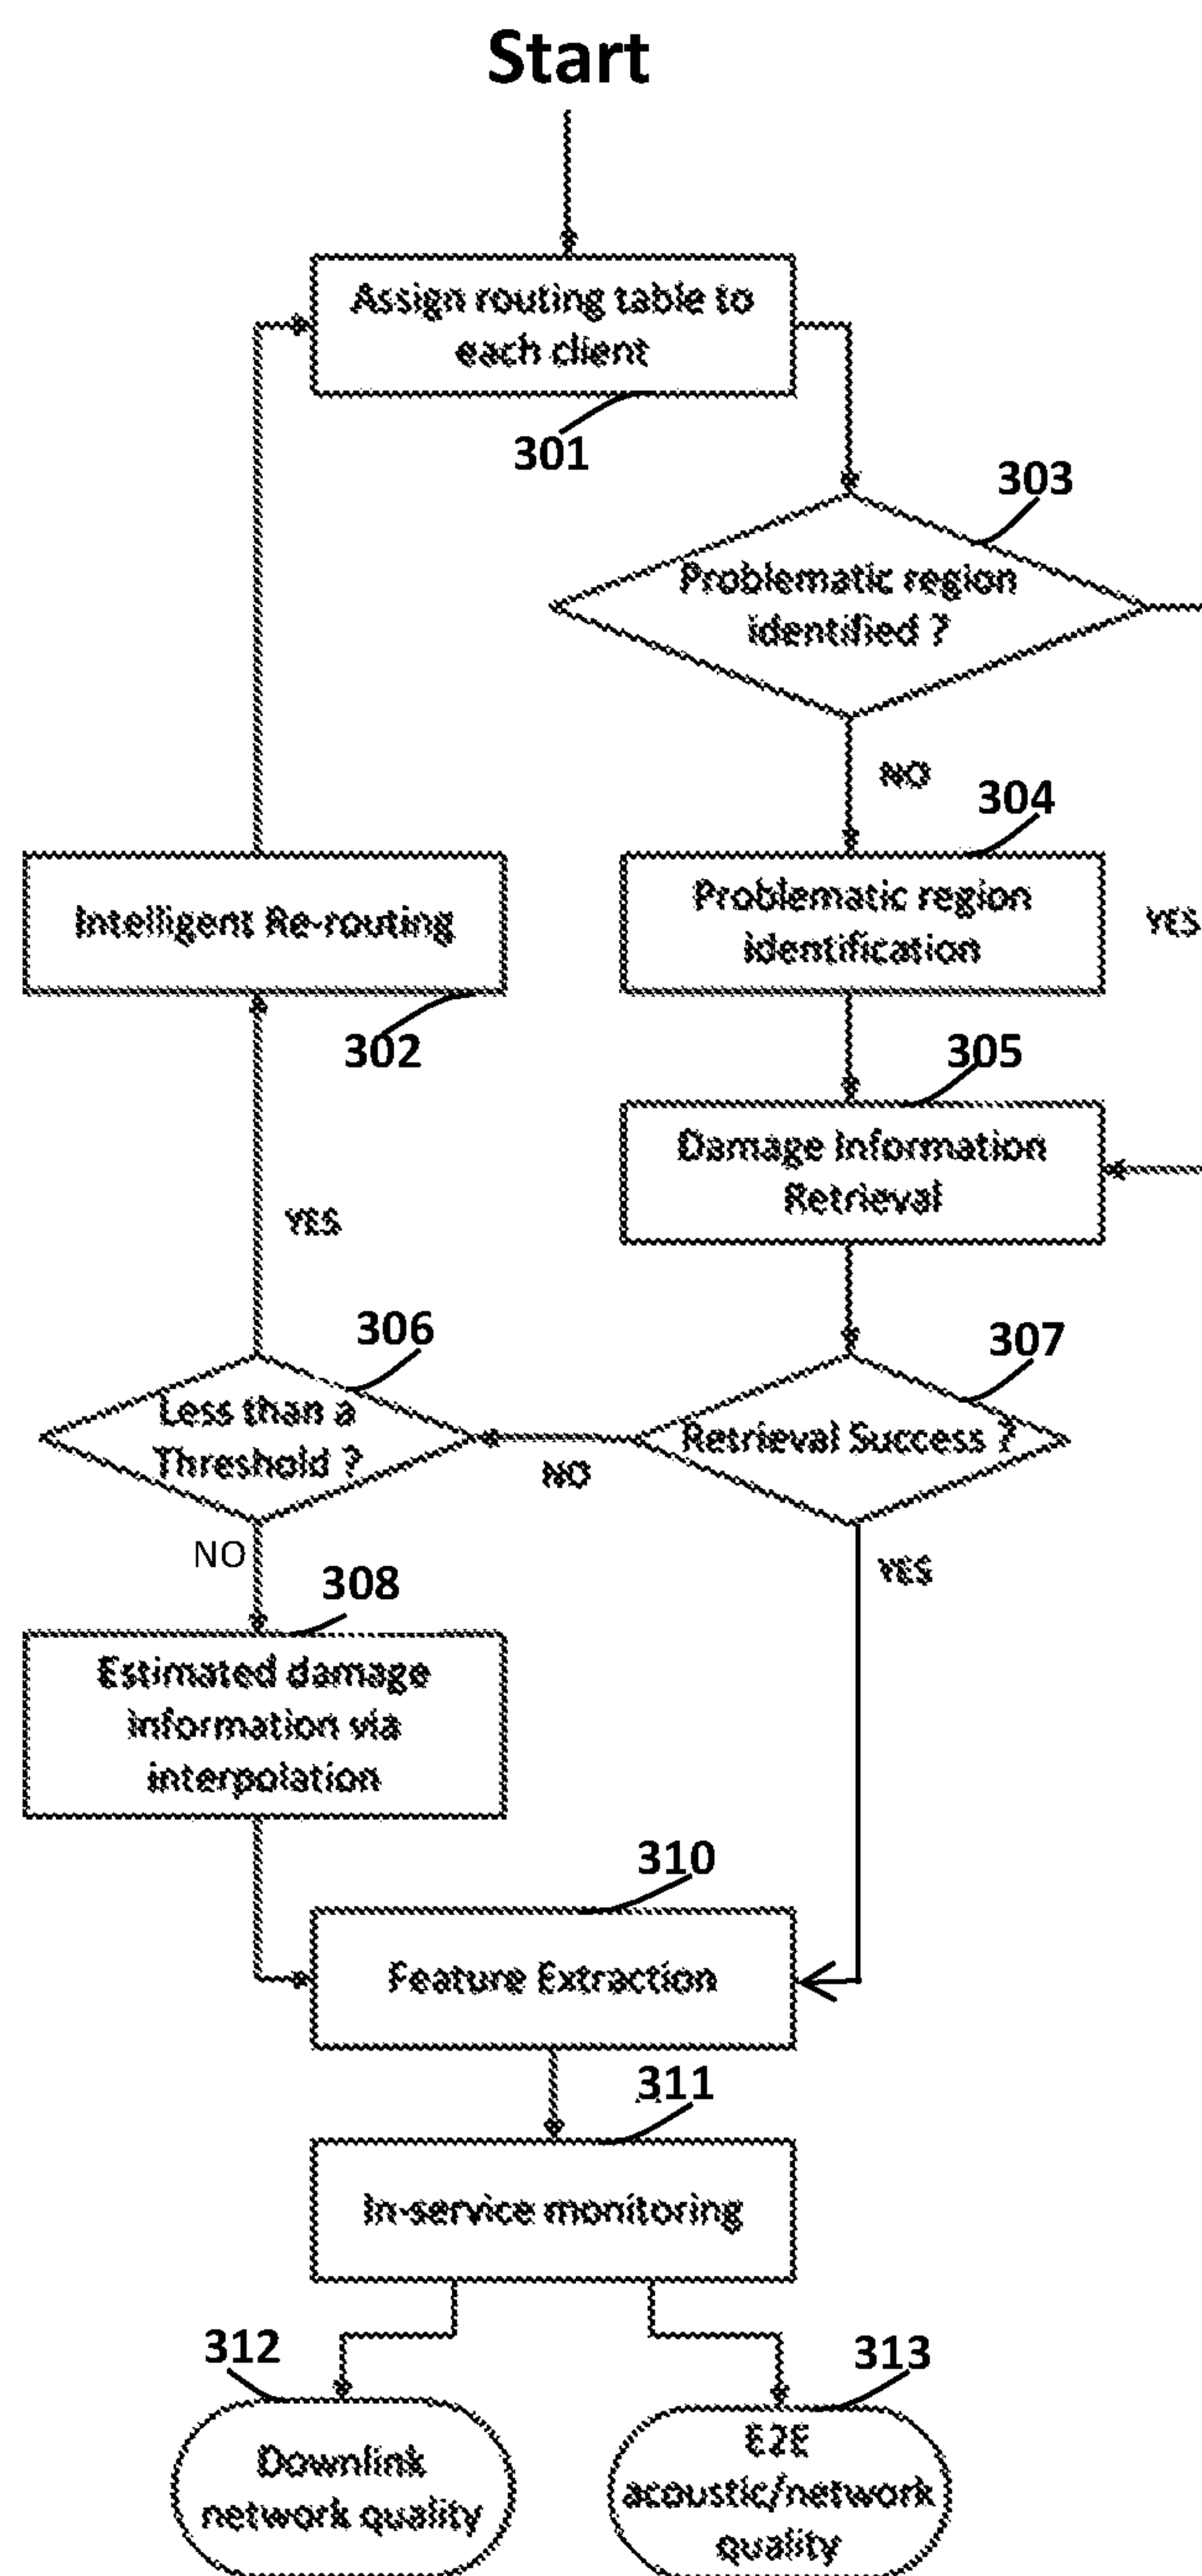 Start
Assign routing table to
each client
301
303
Problematic region
identified ?
NO
304
Intelligent Re-routing
302
Problematic region
identification
YES
305
Damage Information
Retrieval
YES
306
Less than a
Threshold ?
307
Retrieval Success ?
NO
NO
YES
308
Estimated damage
information via
interpolation
310
Feature Extraction
311
In-service monitoring
312
Downlink
network quality
313
E2E
acoustic/network
quality